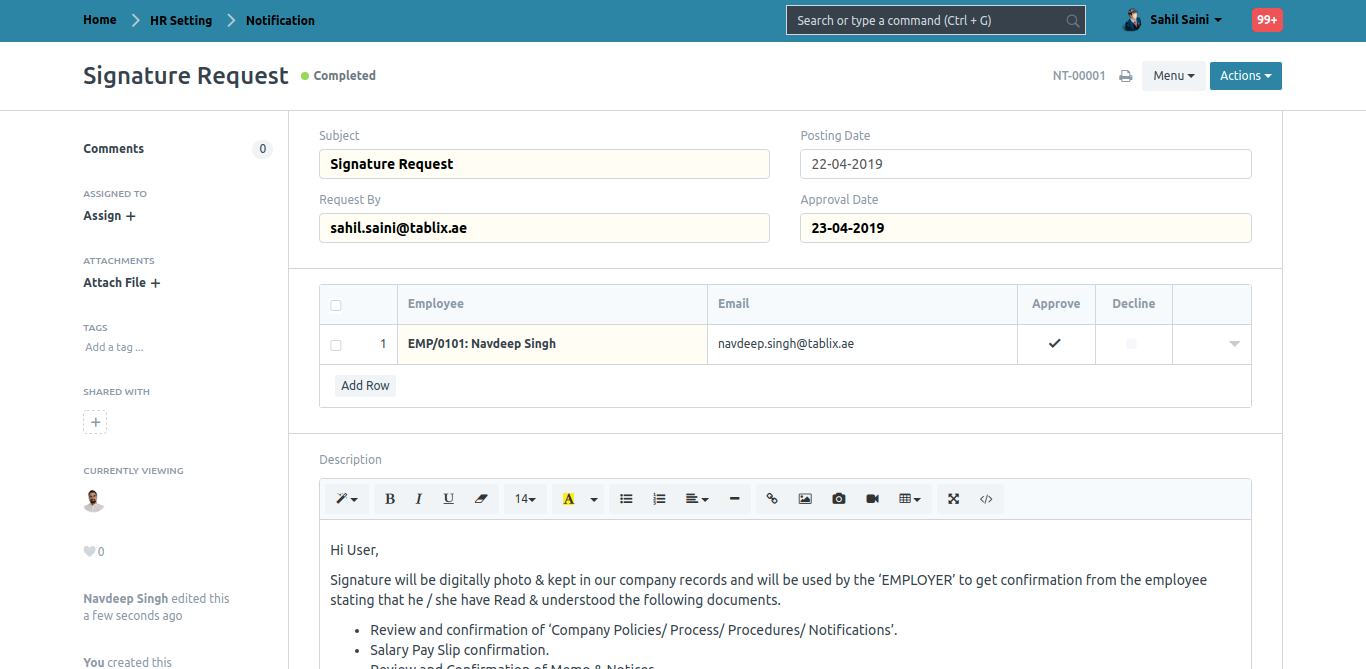 Home HR Setting Notification Search or type a command (Ctrl + G) Sahil Saini 99+
Signature Request Completed NT-00001 Menu Actions
Comments 0
ASSIGNED TO
Assign +
ATTACHMENTS
Attach File +
TAGS
Add a tag ...
SHARED WITH
+
CURRENTLY VIEWING
0
Navdeep Singh edited this
a few seconds ago
You created this
Subject Posting Date
Signature Request 22-04-2019
Request By Approval Date
sahil.saini@tablix.ae 23-04-2019
Employee Email Approve Decline
1 EMP/0101: Navdeep Singh navdeep.singh@tablix.ae
Add Row
Description
B I U 14 A </>
Hi User,
Signature will be digitally photo & kept in our company records and will be used by the ‘EMPLOYER’ to get confirmation from the employee
stating that he / she have Read & understood the following documents.
• Review and confirmation of ‘Company Policies/ Process/ Procedures/ Notifications’.
• Salary Pay Slip confirmation.
• Review and Confirmation of Memo & Notices